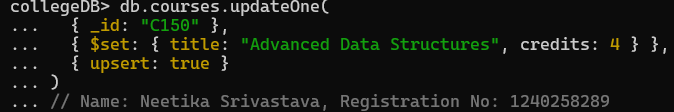 collegeDB> db.courses.updateOne(
...   { _id: "C150" },
...   { $set: { title: "Advanced Data Structures", credits: 4 } },
...   { upsert: true }
... )
... // Name: Neetika Srivastava, Registration No: 1240258289